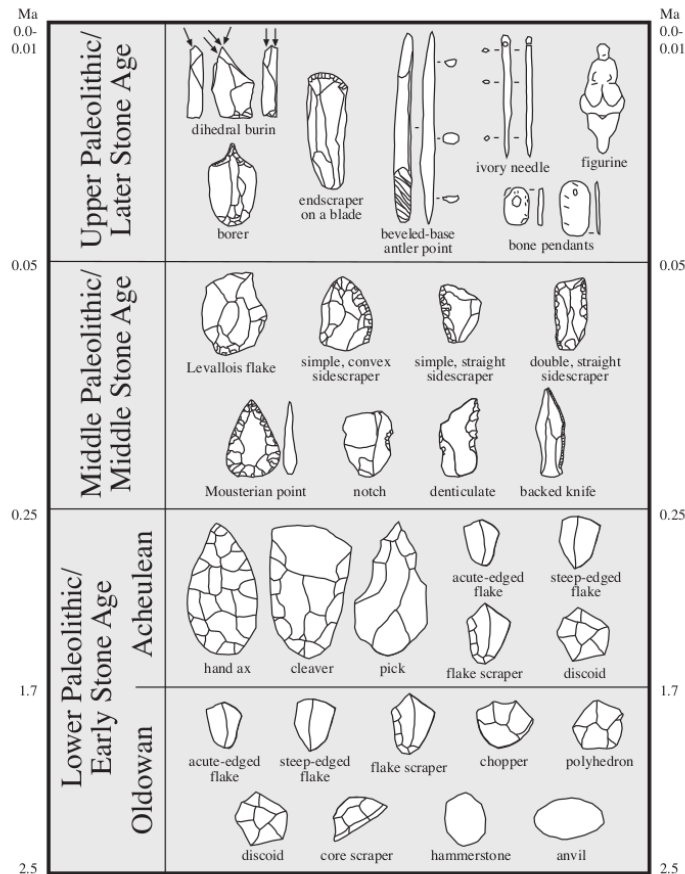 Ma
0.0-
0.01
Ma
0.0-
0.01
Upper Paleolithic/
Later Stone Age
dihedral burin
borer
endscraper
on a blade
beveled-base
antler point
ivory needle
figurine
bone pendants
0.05
0.05
Middle Paleolithic/
Middle Stone Age
Levallois flake
simple, convex
sidescraper
simple, straight
sidescraper
double, straight
sidescraper
Mousterian point
notch
denticulate
backed knife
0.25
0.25
Lower Paleolithic/
Early Stone Age
Acheulean
hand ax
cleaver
pick
acute-edged
flake
steep-edged
flake
flake scraper
discoid
1.7
1.7
Oldowan
acute-edged
flake
steep-edged
flake
flake scraper
chopper
polyhedron
discoid
core scraper
hammerstone
anvil
2.5
2.5